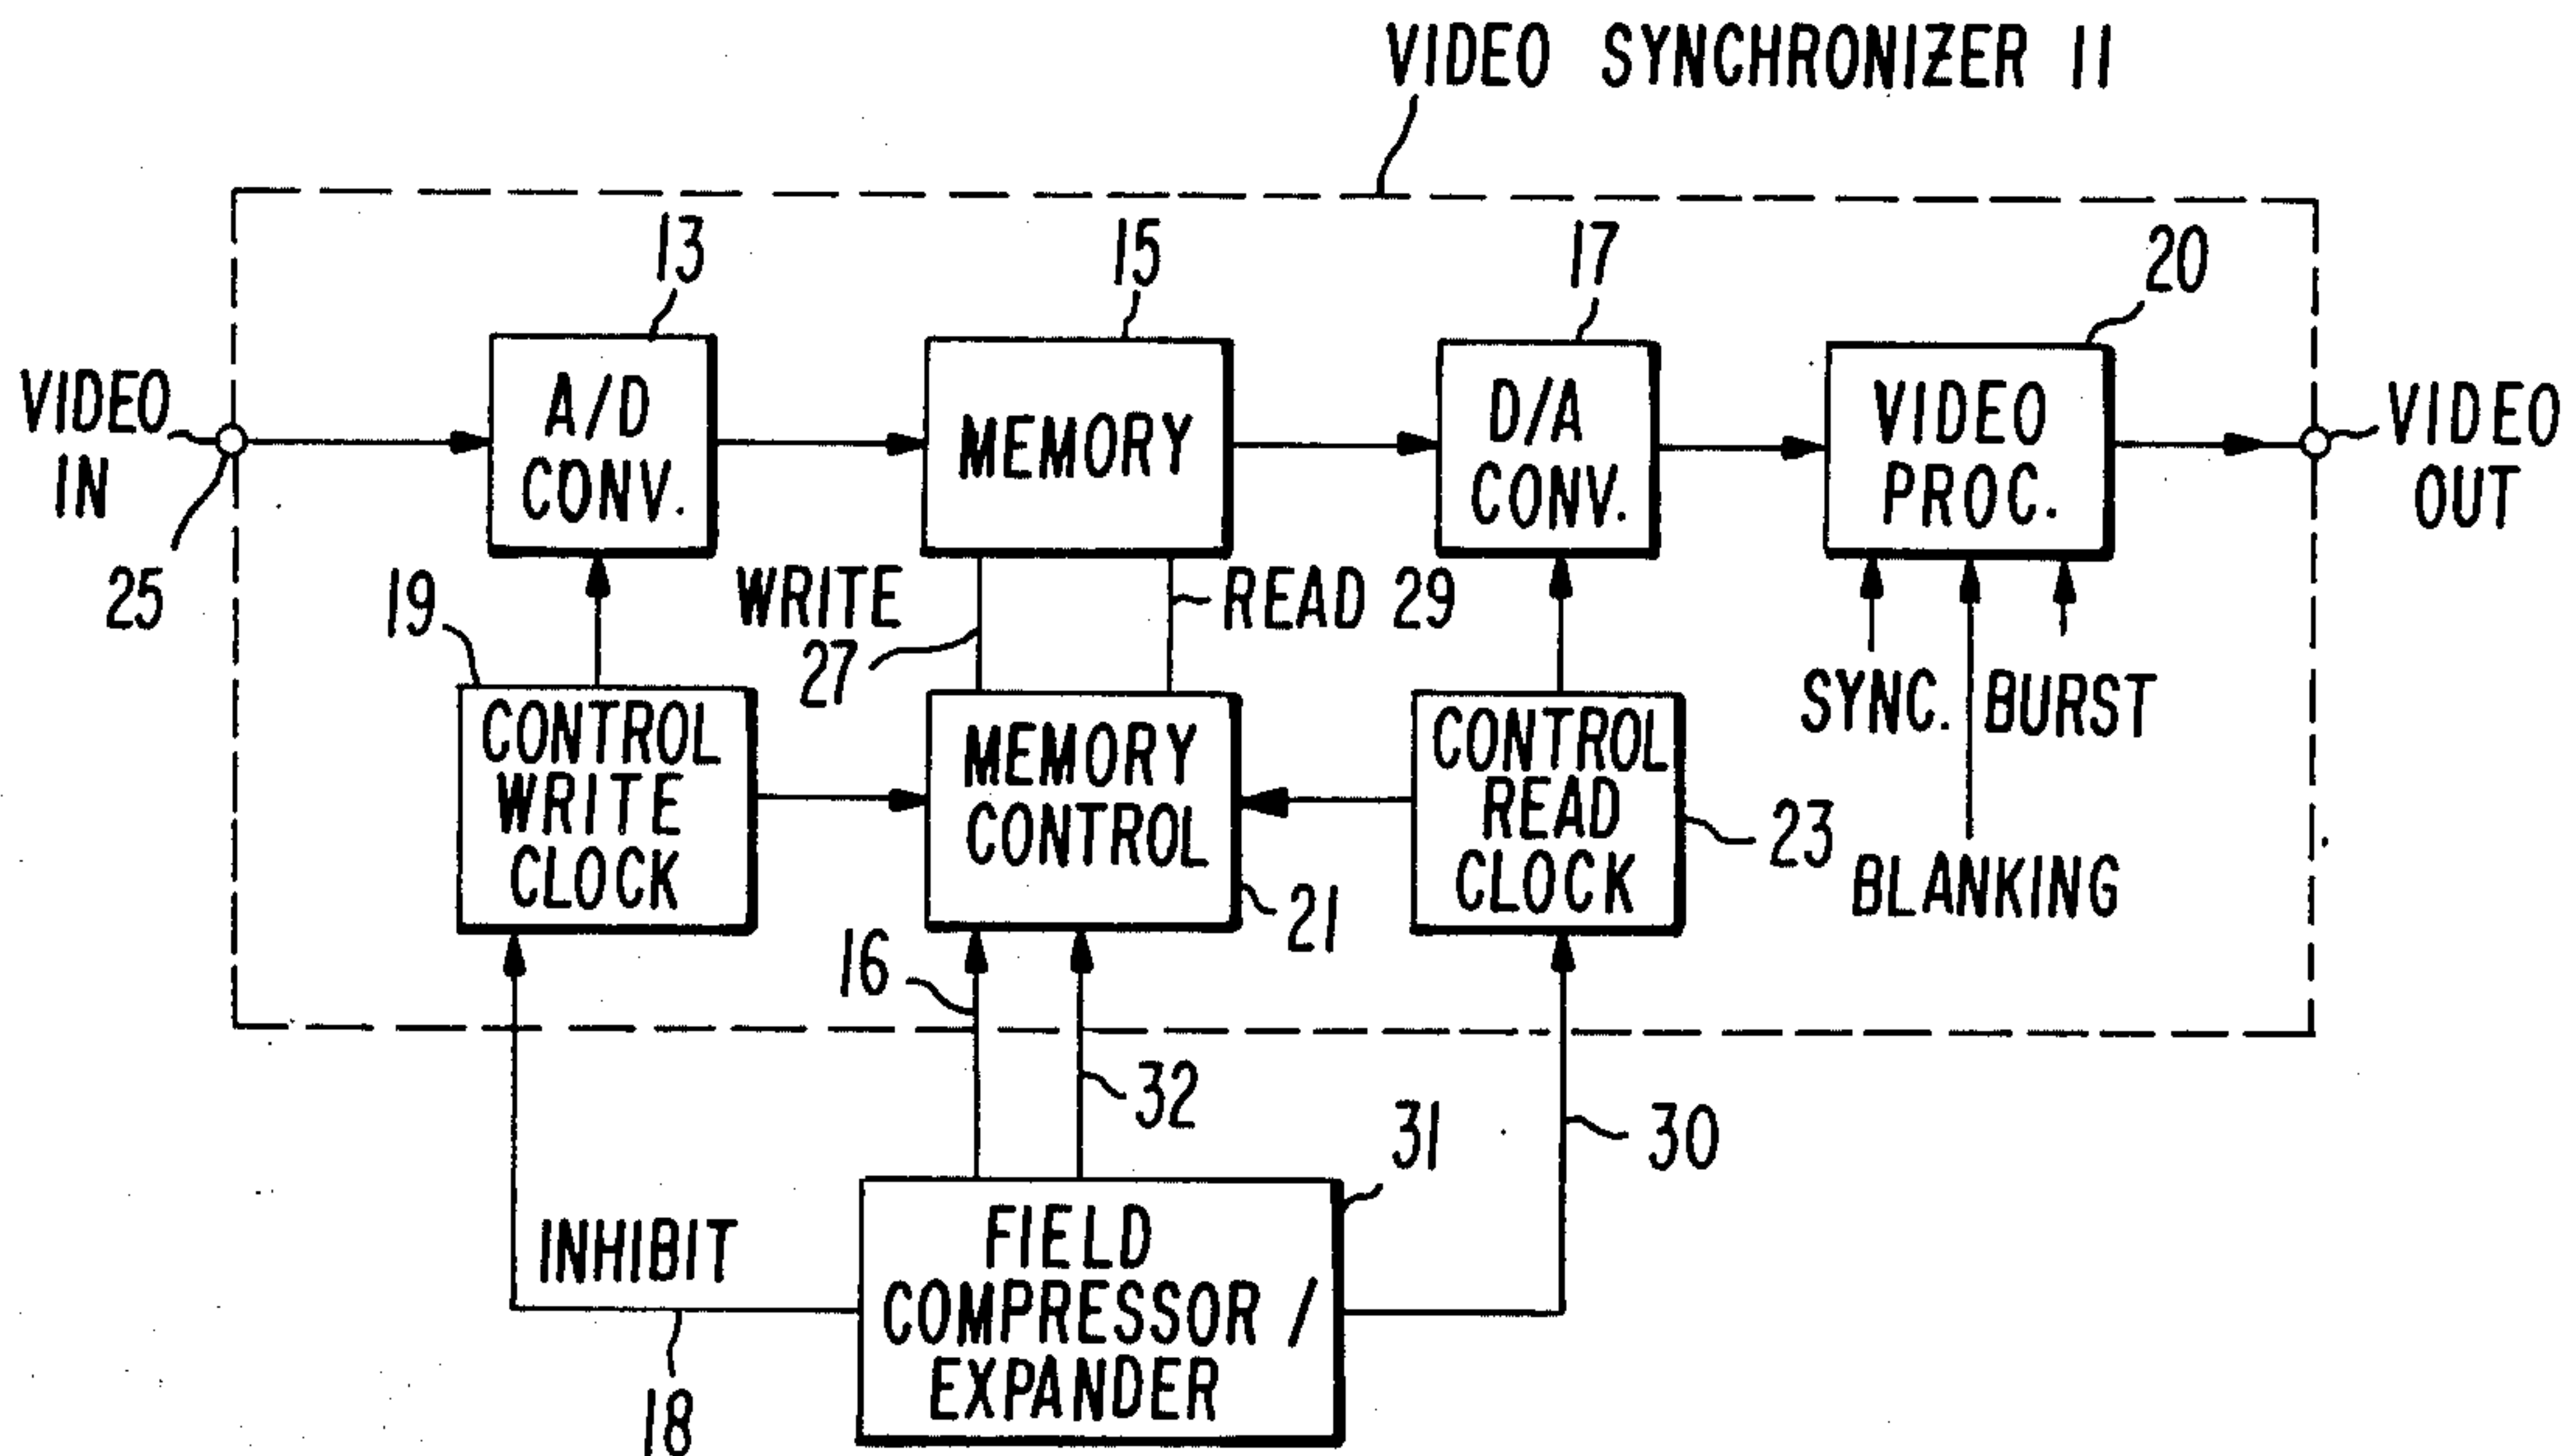 VIDEO SYNCHRONIZER 11
13
15
17
20
VIDEO
IN
25
A/D
CONV.
MEMORY
D/A
CONV.
VIDEO
PROC.
VIDEO
OUT
19
WRITE
27
READ 29
CONTROL
WRITE
CLOCK
MEMORY
CONTROL
21
CONTROL
READ
CLOCK
23
SYNC.
BURST
BLANKING
16
32
31
30
INHIBIT
18
FIELD
COMPRESSOR /
EXPANDER